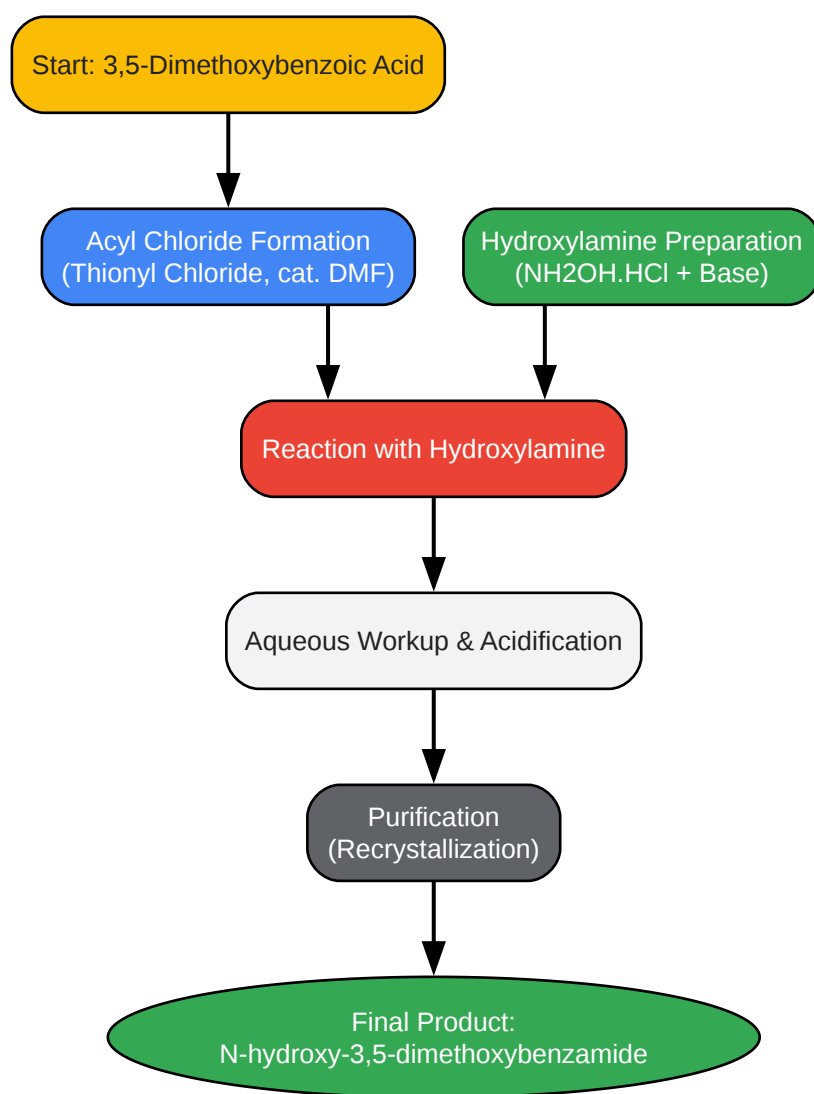 Start: 3,5-Dimethoxybenzoic Acid
Acyl Chloride Formation
(Thionyl Chloride, cat. DMF)
Hydroxylamine Preparation
(NH2OH.HCl + Base)
Reaction with Hydroxylamine
Aqueous Workup & Acidification
Purification
(Recrystallization)
Final Product:
N-hydroxy-3,5-dimethoxybenzamide